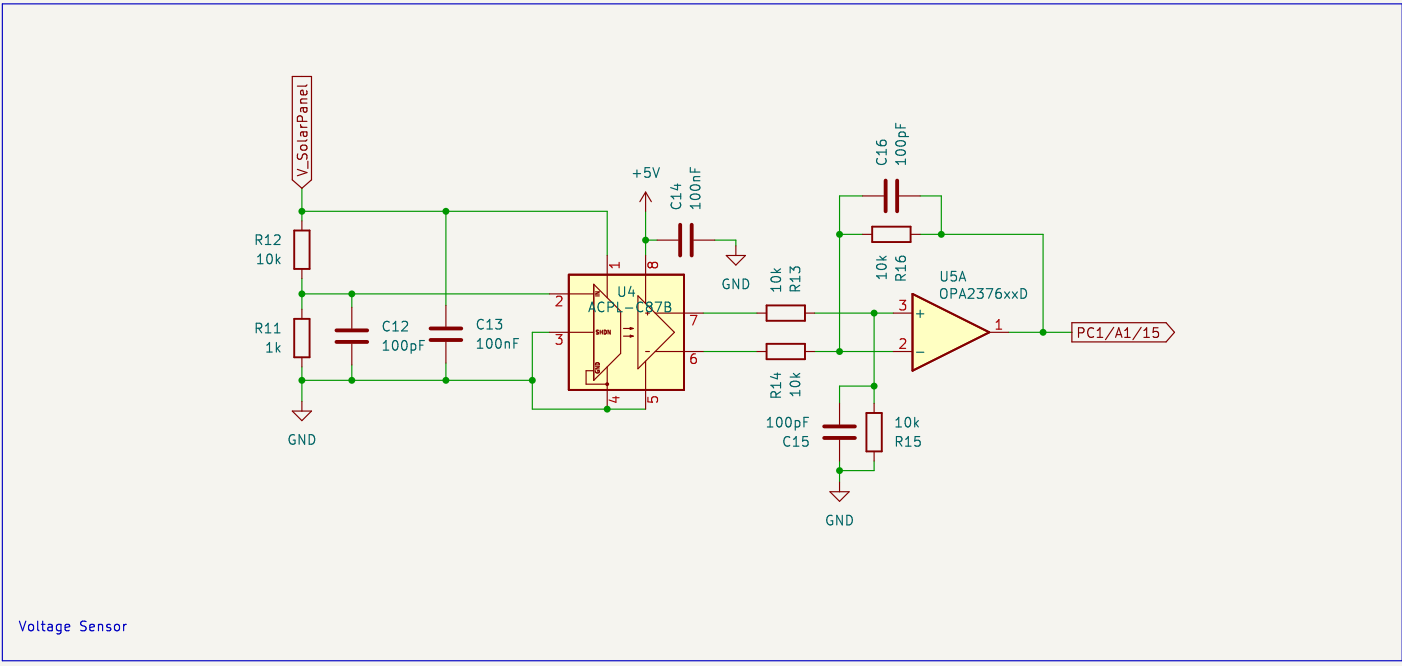 V_SolarPanel
R12
10k
R11
1k
GND
C12
100pF
C13
100nF
+5V
C14
100nF
GND
U4
ACPL-C87B
1
2
3
4
5
6
7
8
IN
SHDN
GND
+
-
10k
R13
R14
10k
C16
100pF
10k
R16
U5A
OPA2376xxD
3
+
2
−
1
PC1/A1/15
100pF
C15
10k
R15
GND
Voltage Sensor